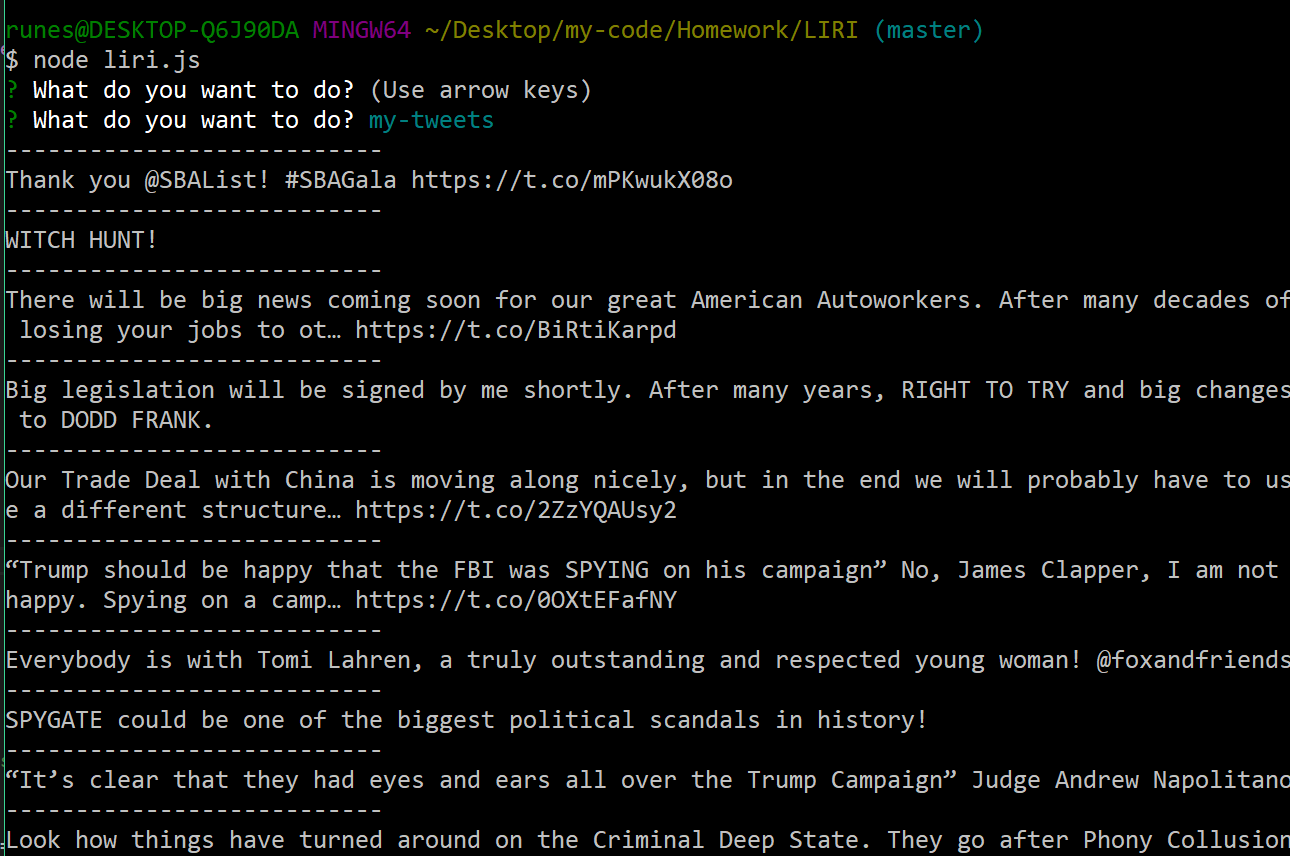 runes@DESKTOP-Q6J90DA MINGW64 ~/Desktop/my-code/Homework/LIRI (master)
$ node liri.js
? What do you want to do? (Use arrow keys)
? What do you want to do? my-tweets
---------------------------
Thank you @SBAList! #SBAGala https://t.co/mPKwukX08o
---------------------------
WITCH HUNT!
---------------------------
There will be big news coming soon for our great American Autoworkers. After many decades of
 losing your jobs to ot… https://t.co/BiRtiKarpd
---------------------------
Big legislation will be signed by me shortly. After many years, RIGHT TO TRY and big changes
 to DODD FRANK.
---------------------------
Our Trade Deal with China is moving along nicely, but in the end we will probably have to us
e a different structure… https://t.co/2ZzYQAUsy2
---------------------------
“Trump should be happy that the FBI was SPYING on his campaign” No, James Clapper, I am not
happy. Spying on a camp… https://t.co/0OXtEFafNY
---------------------------
Everybody is with Tomi Lahren, a truly outstanding and respected young woman! @foxandfriends
---------------------------
SPYGATE could be one of the biggest political scandals in history!
---------------------------
“It’s clear that they had eyes and ears all over the Trump Campaign” Judge Andrew Napolitano
---------------------------
Look how things have turned around on the Criminal Deep State. They go after Phony Collusion